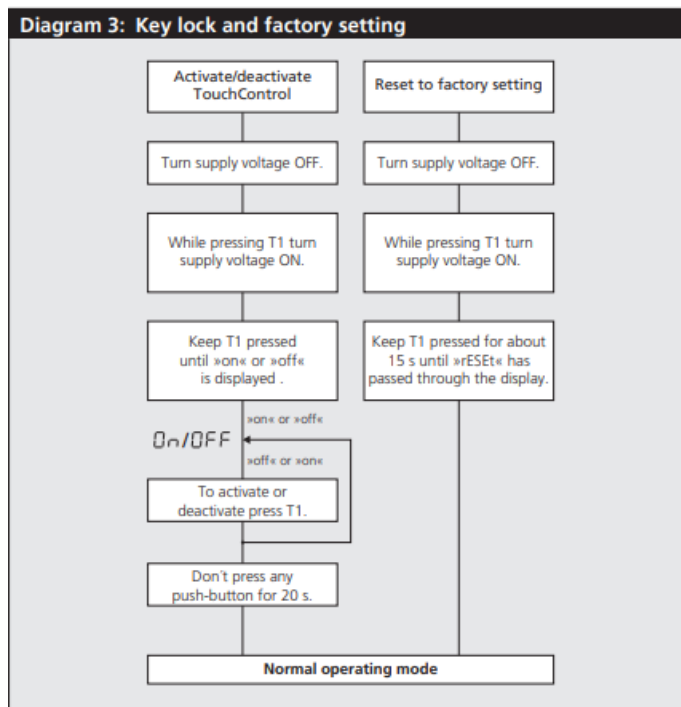 Diagram 3: Key lock and factory setting
Activate/deactivate
TouchControl
Turn supply voltage OFF.
While pressing T1 turn
supply voltage ON.
Keep T1 pressed
until »on« or »off«
is displayed .
»on« or »off«
On/OFF
»off« or »on«
To activate or
deactivate press T1.
Don´t press any
push-button for 20 s.
Reset to factory setting
Turn supply voltage OFF.
While pressing T1 turn
supply voltage ON.
Keep T1 pressed for about
15 s until »rESEt« has
passed through the display.
Normal operating mode